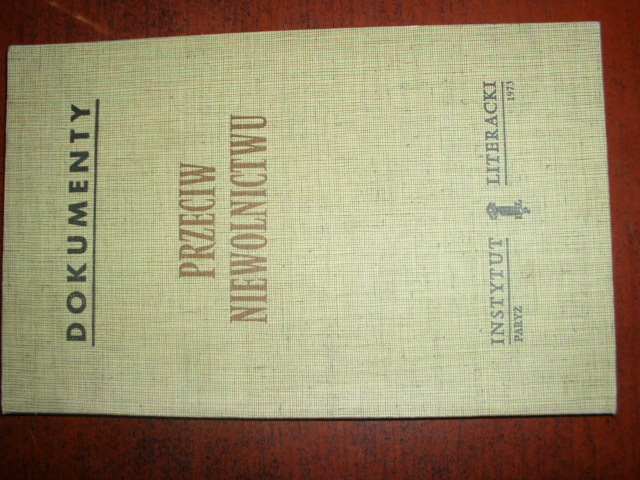 DOKUMENTY
PRZECIW
NIEWOLNICTWU
INSTYTUT LITERACKI
PARYŻ 1973